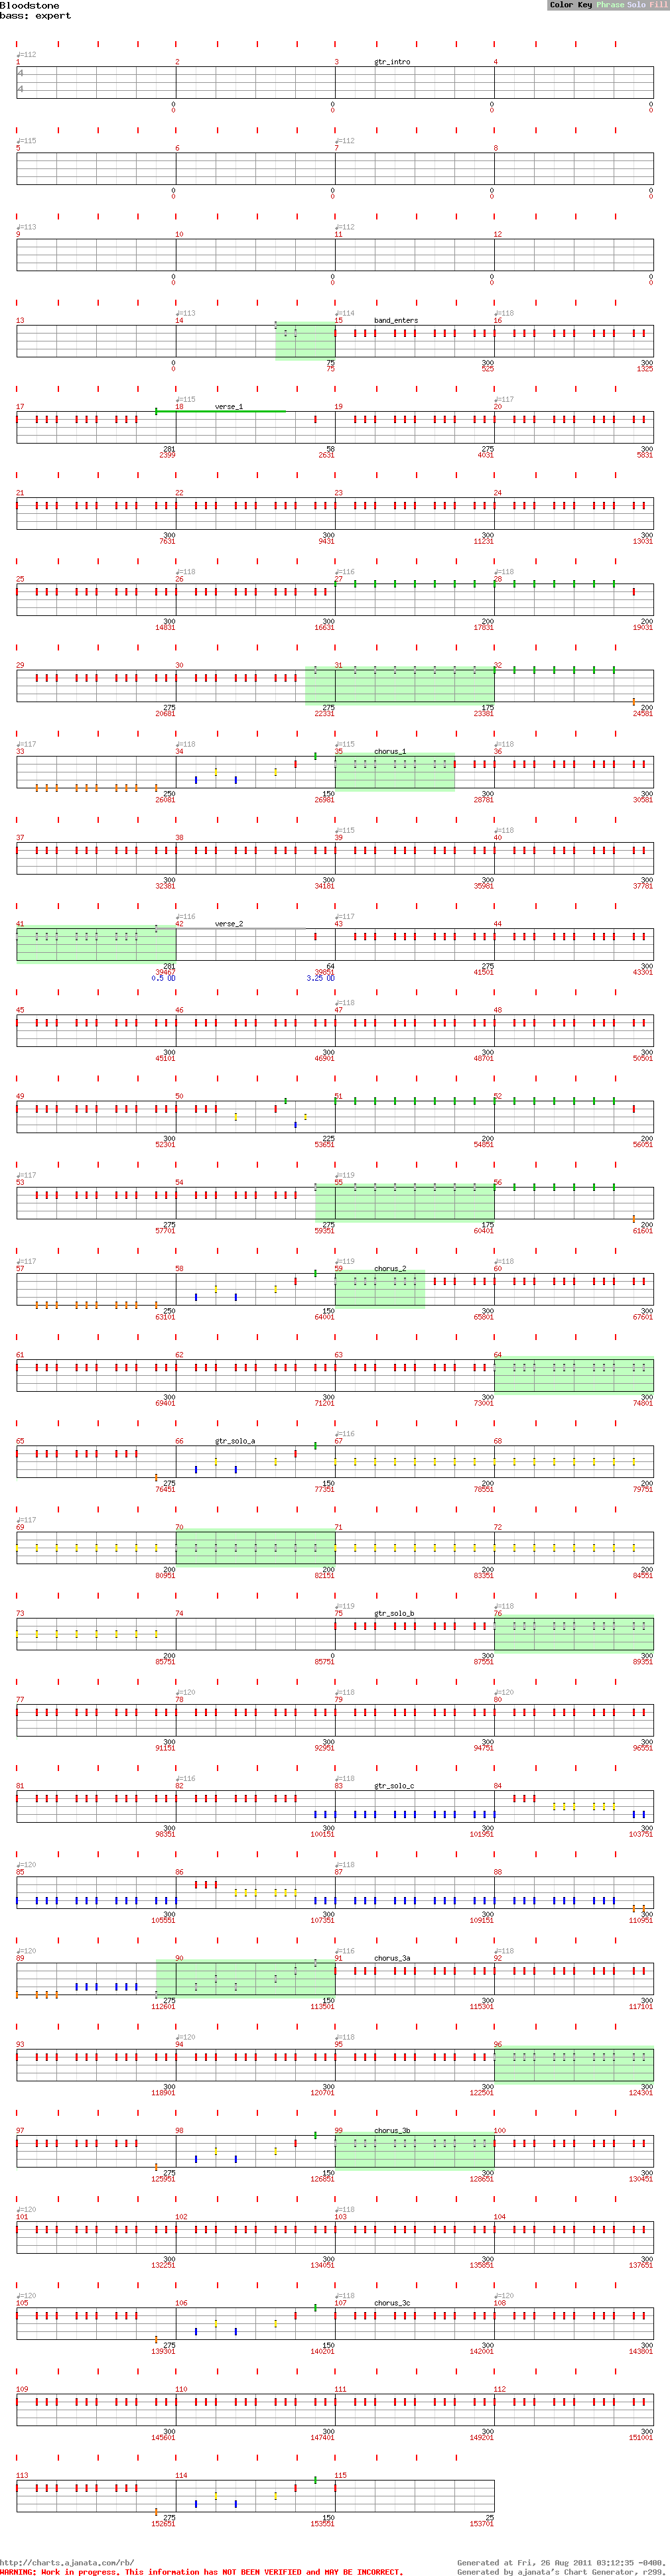 Bloodstone
Color Key Phrase Solo Fill
bass: expert
♩=112
1 2 3 gtr_intro 4
4
4
0 0 0 0
0 0 0 0
♩=115 ♩=112
5 6 7 8
0 0 0 0
0 0 0 0
♩=113 ♩=112
9 10 11 12
0 0 0 0
0 0 0 0
♩=113 ♩=114 ♩=118
13 14 15 band_enters 16
0 75 300 300
0 75 525 1325
♩=115 ♩=117
17 18 verse_1 19 20
281 58 275 300
2399 2631 4031 5831
21 22 23 24
300 300 300 300
7631 9431 11231 13031
♩=118 ♩=116 ♩=118
25 26 27 28
300 300 200 200
14831 16631 17831 19031
29 30 31 32
275 275 175 200
20681 22331 23381 24581
♩=117 ♩=118 ♩=115 ♩=118
33 34 35 chorus_1 36
250 150 300 300
26081 26981 28781 30581
♩=115 ♩=118
37 38 39 40
300 300 300 300
32381 34181 35981 37781
♩=116 ♩=117
41 42 verse_2 43 44
281 64 275 300
39467 39851 41501 43301
0.5 OD 3.25 OD
♩=118
45 46 47 48
300 300 300 300
45101 46901 48701 50501
49 50 51 52
300 225 200 200
52301 53651 54851 56051
♩=117 ♩=119
53 54 55 56
275 275 175 200
57701 59351 60401 61601
♩=117 ♩=119 ♩=118
57 58 59 chorus_2 60
250 150 300 300
63101 64001 65801 67601
61 62 63 64
300 300 300 300
69401 71201 73001 74801
♩=116
65 66 gtr_solo_a 67 68
275 150 200 200
76451 77351 78551 79751
♩=117
69 70 71 72
200 200 200 200
80951 82151 83351 84551
♩=119 ♩=118
73 74 75 gtr_solo_b 76
200 0 300 300
85751 85751 87551 89351
♩=120 ♩=118 ♩=120
77 78 79 80
300 300 300 300
91151 92951 94751 96551
♩=116 ♩=118
81 82 83 gtr_solo_c 84
300 300 300 300
98351 100151 101951 103751
♩=120 ♩=118
85 86 87 88
300 300 300 300
105551 107351 109151 110951
♩=120 ♩=116 ♩=118
89 90 91 chorus_3a 92
275 150 300 300
112601 113501 115301 117101
♩=120 ♩=118
93 94 95 96
300 300 300 300
118901 120701 122501 124301
97 98 99 chorus_3b 100
275 150 300 300
125951 126851 128651 130451
♩=120 ♩=118
101 102 103 104
300 300 300 300
132251 134051 135851 137651
♩=120 ♩=118 ♩=120
105 106 107 chorus_3c 108
275 150 300 300
139301 140201 142001 143801
109 110 111 112
300 300 300 300
145601 147401 149201 151001
113 114 115
275 150 25
152651 153551 153701
http://charts.ajanata.com/rb/ Generated at Fri, 26 Aug 2011 03:12:35 -0400.
WARNING: Work in progress. This information has NOT BEEN VERIFIED and MAY BE INCORRECT. Generated by ajanata's Chart Generator, r299.